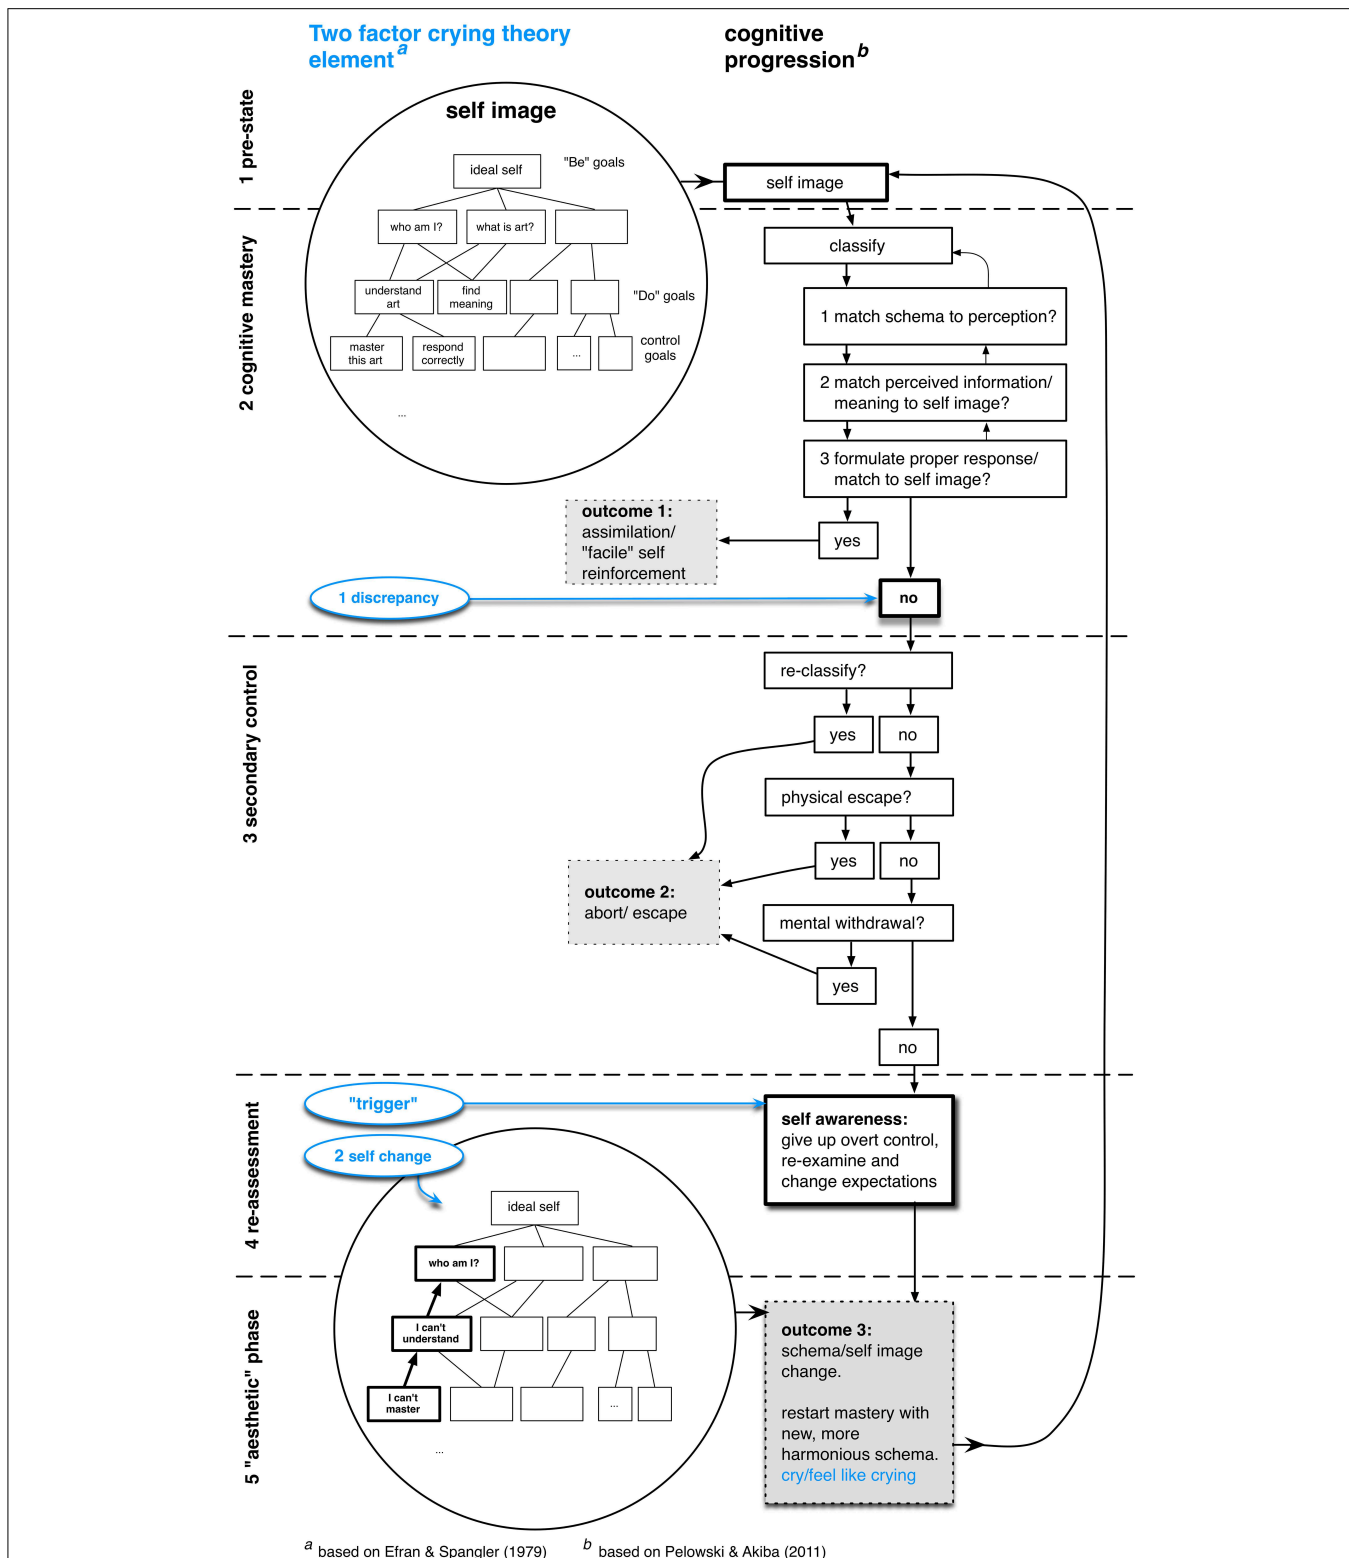 Two factor crying theory
element a
cognitive
progression b
1 pre-state
self image
ideal self
"Be" goals
self image
2 cognitive mastery
who am I?
what is art?
classify
understand
art
find
meaning
"Do" goals
1 match schema to perception?
master
this art
respond
correctly
...
control
goals
2 match perceived information/
meaning to self image?
...
3 formulate proper response/
match to self image?
outcome 1:
assimilation/
"facile" self
reinforcement
yes
1 discrepancy
no
3 secondary control
re-classify?
yes
no
physical escape?
yes
no
outcome 2:
abort/ escape
mental withdrawal?
yes
no
4 re-assessment
"trigger"
2 self change
self awareness:
give up overt control,
re-examine and
change expectations
ideal self
who am I?
5 "aesthetic" phase
I can't
understand
I can't
master
...
...
outcome 3:
schema/self image
change.
restart mastery with
new, more
harmonious schema.
cry/feel like crying
a based on Efran & Spangler (1979)
b based on Pelowski & Akiba (2011)